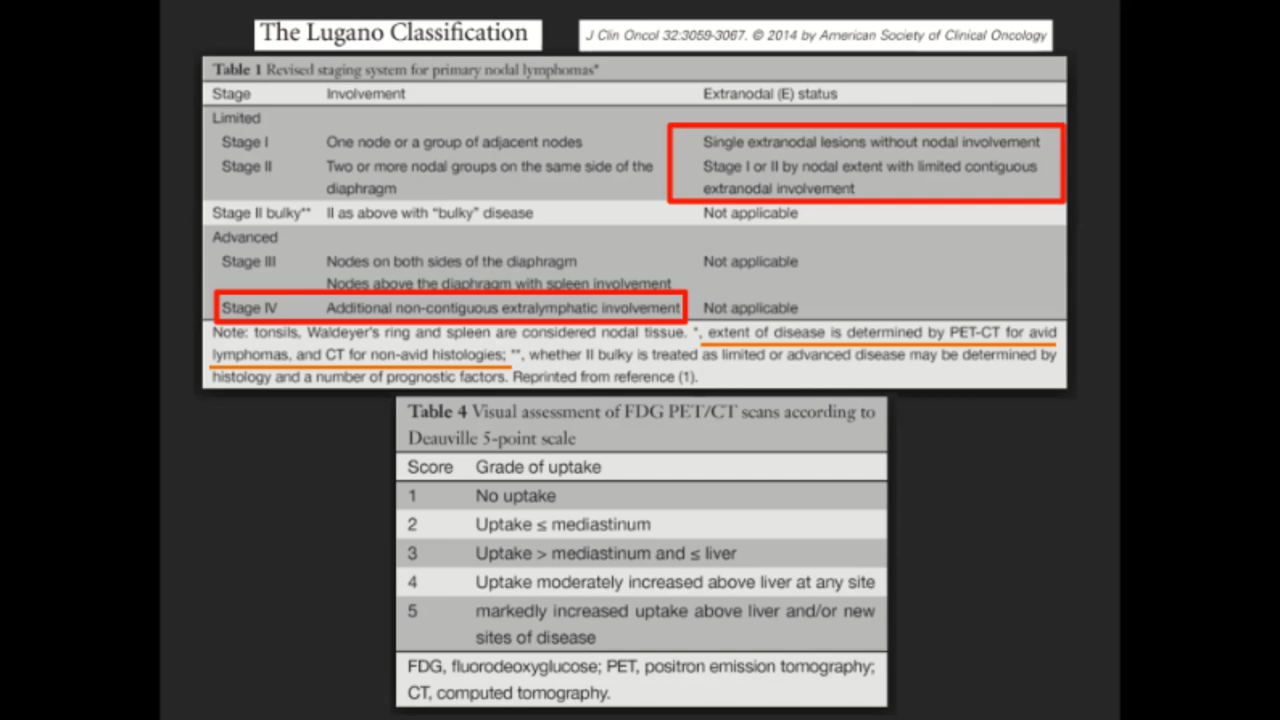 The Lugano Classification
J Clin Oncol 32:3059-3067. © 2014 by American Society of Clinical Oncology
Table 1 Revised staging system for primary nodal lymphomas*
Stage Involvement Extranodal (E) status
Limited
Stage I One node or a group of adjacent nodes Single extranodal lesions without nodal involvement
Stage II Two or more nodal groups on the same side of the Stage I or II by nodal extent with limited contiguous
diaphragm extranodal involvement
Stage II bulky** II as above with “bulky” disease Not applicable
Advanced
Stage III Nodes on both sides of the diaphragm Not applicable
Nodes above the diaphragm with spleen involvement
Stage IV Additional non-contiguous extralymphatic involvement Not applicable
Note: tonsils, Waldeyer's ring and spleen are considered nodal tissue. *, extent of disease is determined by PET-CT for avid
lymphomas, and CT for non-avid histologies; **, whether II bulky is treated as limited or advanced disease may be determined by
histology and a number of prognostic factors. Reprinted from reference (1).
Table 4 Visual assessment of FDG PET/CT scans according to
Deauville 5-point scale
Score Grade of uptake
1 No uptake
2 Uptake ≤ mediastinum
3 Uptake > mediastinum and ≤ liver
4 Uptake moderately increased above liver at any site
5 markedly increased uptake above liver and/or new
sites of disease
FDG, fluorodeoxyglucose; PET, positron emission tomography;
CT, computed tomography.